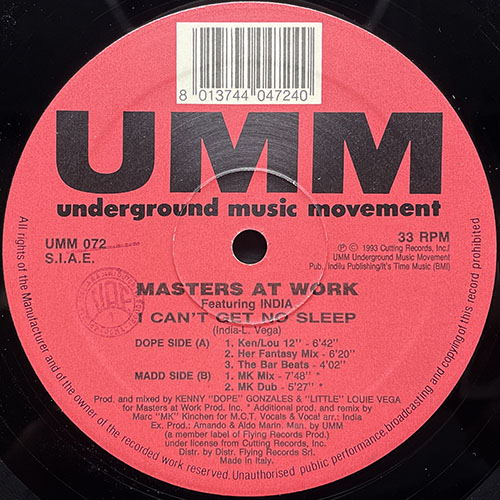 8 013744 047240
UMM
underground music movement
UMM 072
S.I.A.E.
33 RPM
Ⓟ © 1993 Cutting Records, Inc./
UMM Underground Music Movement
Pub. Indilu Publishing/It's Time Music (BMI)
MASTERS AT WORK
Featuring INDIA
I CAN'T GET NO SLEEP
(India-L. Vega)
DOPE SIDE (A) 1. Ken/Lou 12" - 6'42"
2. Her Fantasy Mix - 6'20"
3. The Bar Beats - 4'02"
MADD SIDE (B) 1. MK Mix - 7'48" *
2. MK Dub - 5'27" *
Prod. and mixed by KENNY "DOPE" GONZALES & "LITTLE" LOUIE VEGA
for Masters at Work Prod. Inc. * Additional prod. and remix by
Marc "MK" Kinchen for M.C.T. Vocals & Vocal arr.: India
Ex. Prod.: Amando & Aldo Marin. Man. by UMM
(a member label of Flying Records Prod.)
under license from Cutting Records, Inc.
Distr. by Distr. Flying Records Srl.
Made in Italy.
All rights of the Manufacturer and of the owner of the recorded work reserved. Unauthorised public performance broadcasting and copying of this record prohibited